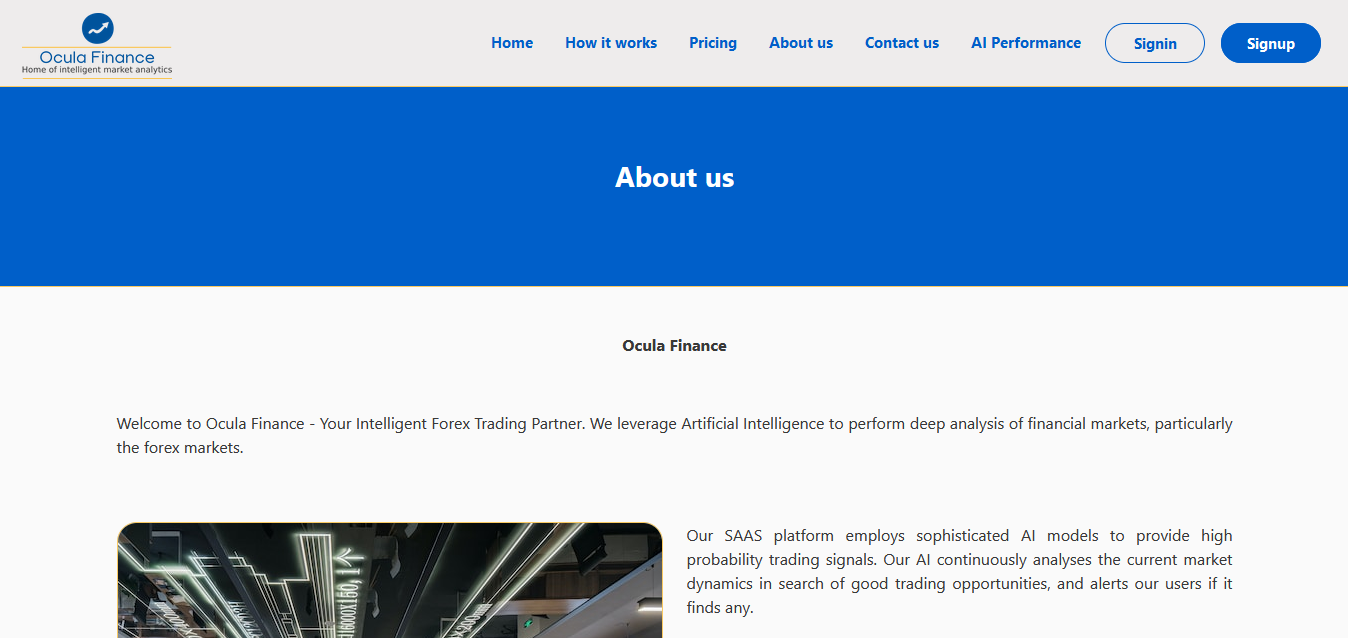 Ocula Finance
Home of intelligent market analytics
Home
How it works
Pricing
About us
Contact us
AI Performance
Signin
Signup
About us
Ocula Finance
Welcome to Ocula Finance - Your Intelligent Forex Trading Partner. We leverage Artificial Intelligence to perform deep analysis of financial markets, particularly
the forex markets.
Our SAAS platform employs sophisticated AI models to provide high
probability trading signals. Our AI continuously analyses the current market
dynamics in search of good trading opportunities, and alerts our users if it
finds any.